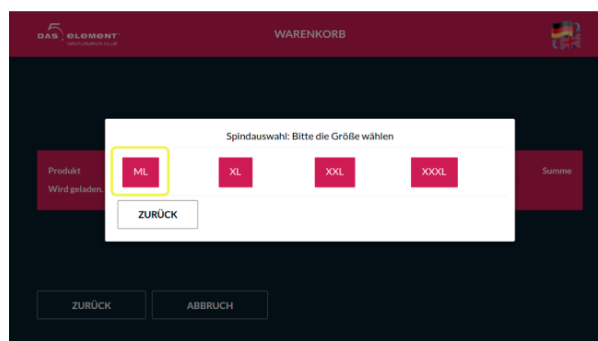 DAS 5 ELEMENT
WARENKORB
Spindauswahl: Bitte die Größe wählen
ML XL XXL XXXL
Produkt Summe
Wird geladen.
ZURÜCK
ZURÜCK ABBRUCH